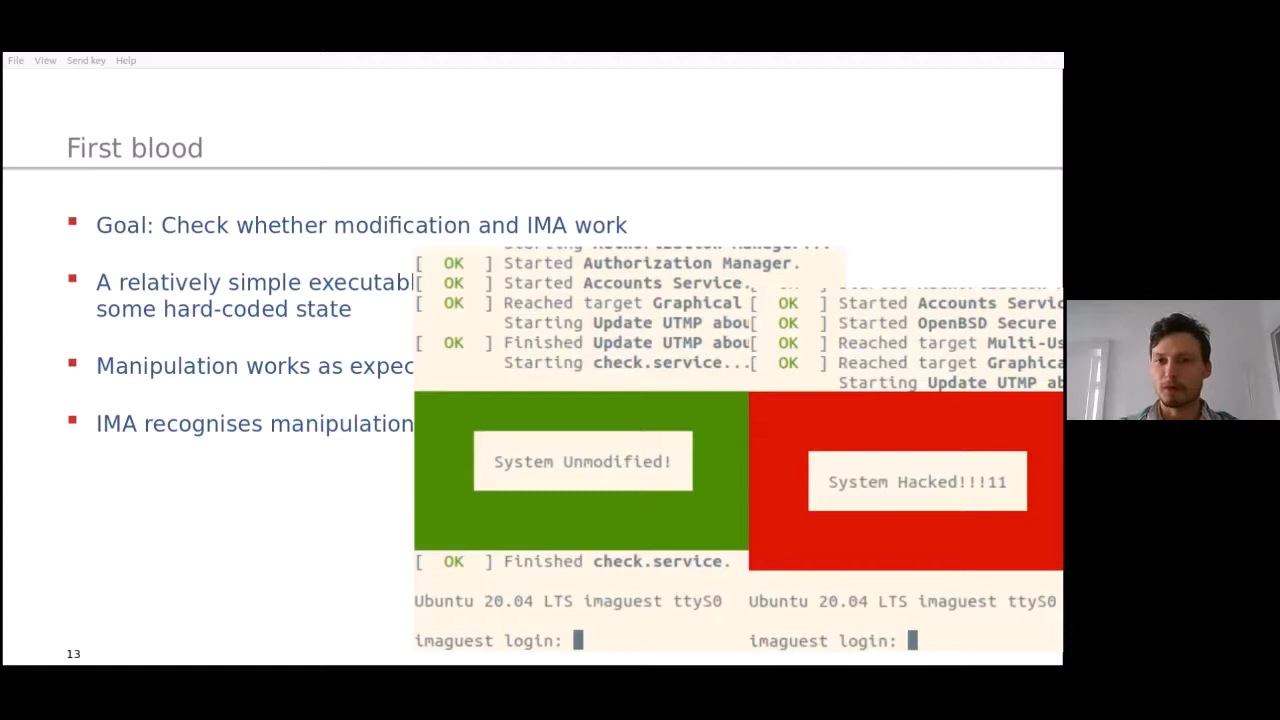 File View Send key Help
First blood
Goal: Check whether modification and IMA work
A relatively simple executabl
some hard-coded state
Manipulation works as expec
IMA recognises manipulation
Starting Authorization Manager...
[ OK ] Started Authorization Manager.
[ OK ] Started Accounts Service.
[ OK ] Reached target Graphical
Starting Update UTMP abou
[ OK ] Finished Update UTMP abou
Starting check.service...
System Unmodified!
[ OK ] Finished check.service.
Ubuntu 20.04 LTS imaguest ttyS0
imaguest login:
[ OK ] Started Accounts Servic
[ OK ] Started OpenBSD Secure
[ OK ] Reached target Multi-Us
[ OK ] Reached target Graphica
Starting Update UTMP ab
System Hacked!!!11
Ubuntu 20.04 LTS imaguest ttyS0
imaguest login:
13